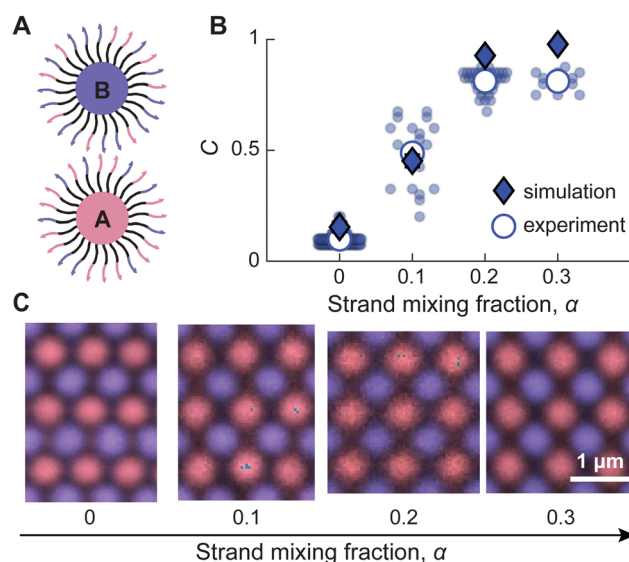 A
B
A
B
C
1
0.5
0
0
0.1
0.2
0.3
simulation
experiment
Strand mixing fraction, α
C
1 μm
0
0.1
0.2
0.3
Strand mixing fraction, α